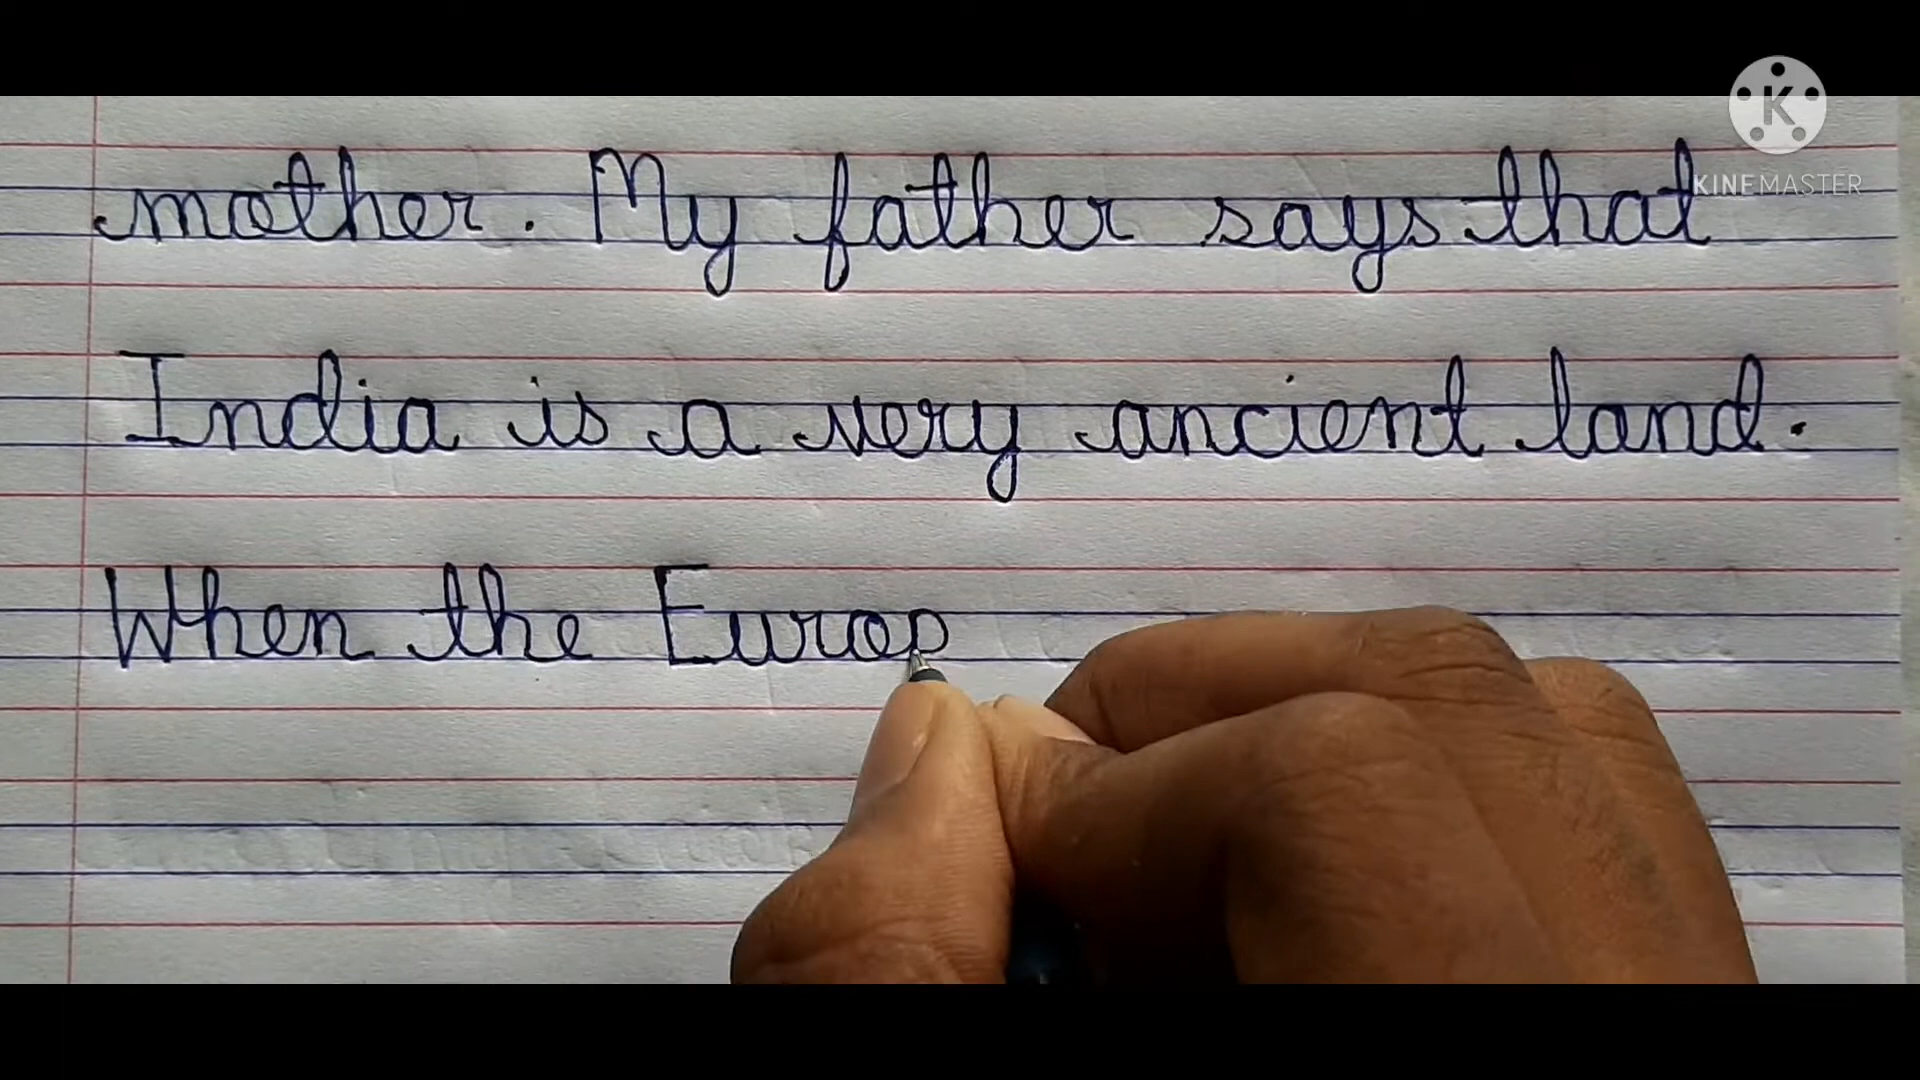 KINEMASTER
mother. My father says that
India is a very ancient land.
When the Europ